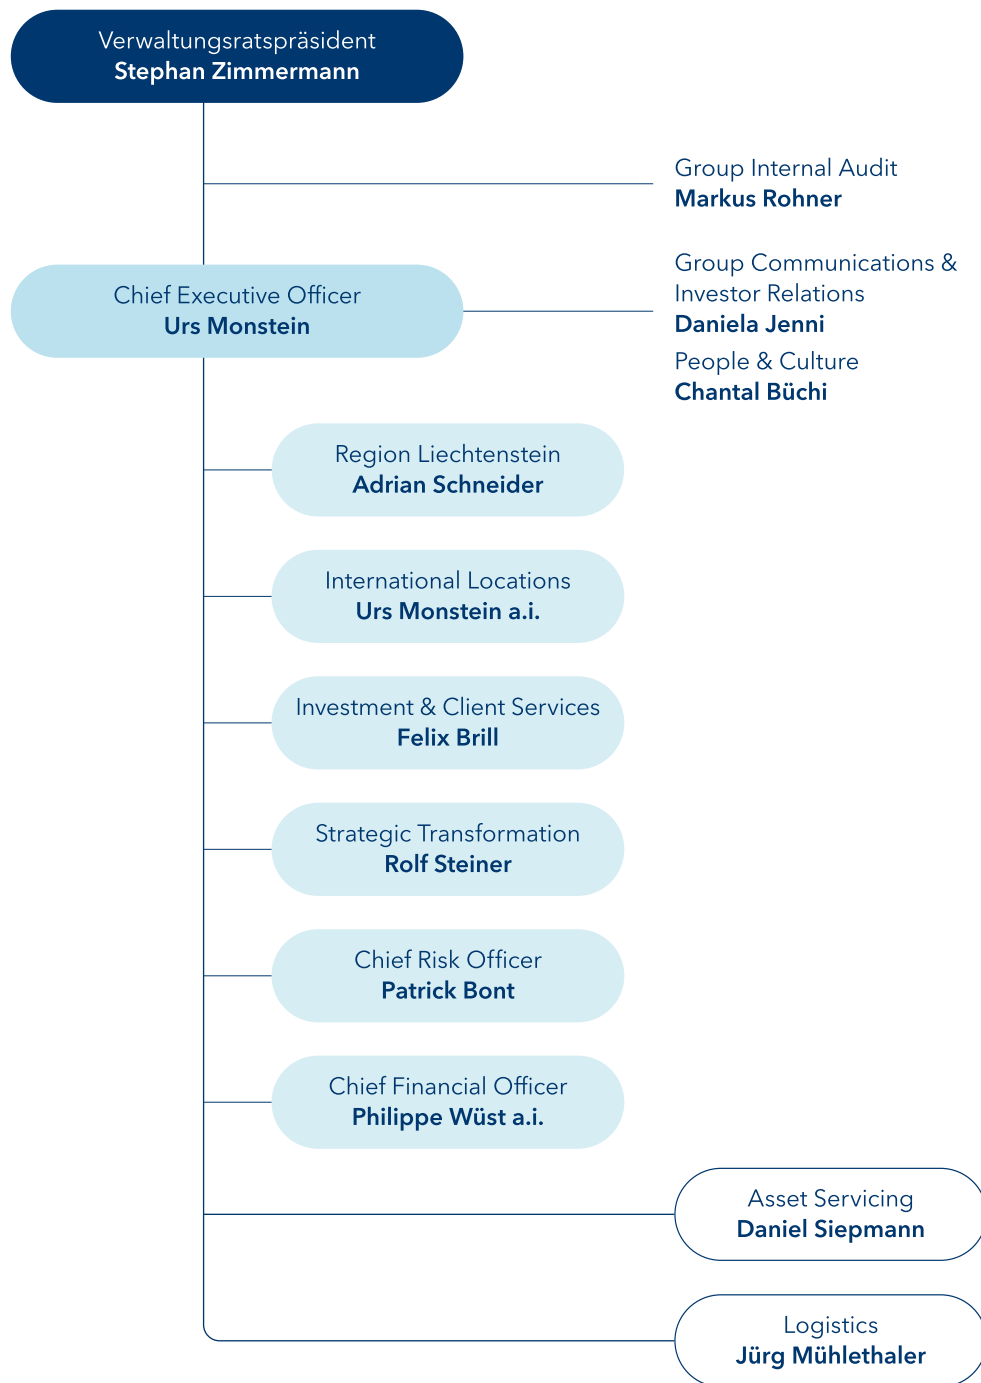 Verwaltungsratspräsident
Stephan Zimmermann
Group Internal Audit
Markus Rohner
Chief Executive Officer
Urs Monstein
Group Communications &
Investor Relations
Daniela Jenni
People & Culture
Chantal Büchi
Region Liechtenstein
Adrian Schneider
International Locations
Urs Monstein a.i.
Investment & Client Services
Felix Brill
Strategic Transformation
Rolf Steiner
Chief Risk Officer
Patrick Bont
Chief Financial Officer
Philippe Wüst a.i.
Asset Servicing
Daniel Siepmann
Logistics
Jürg Mühlethaler